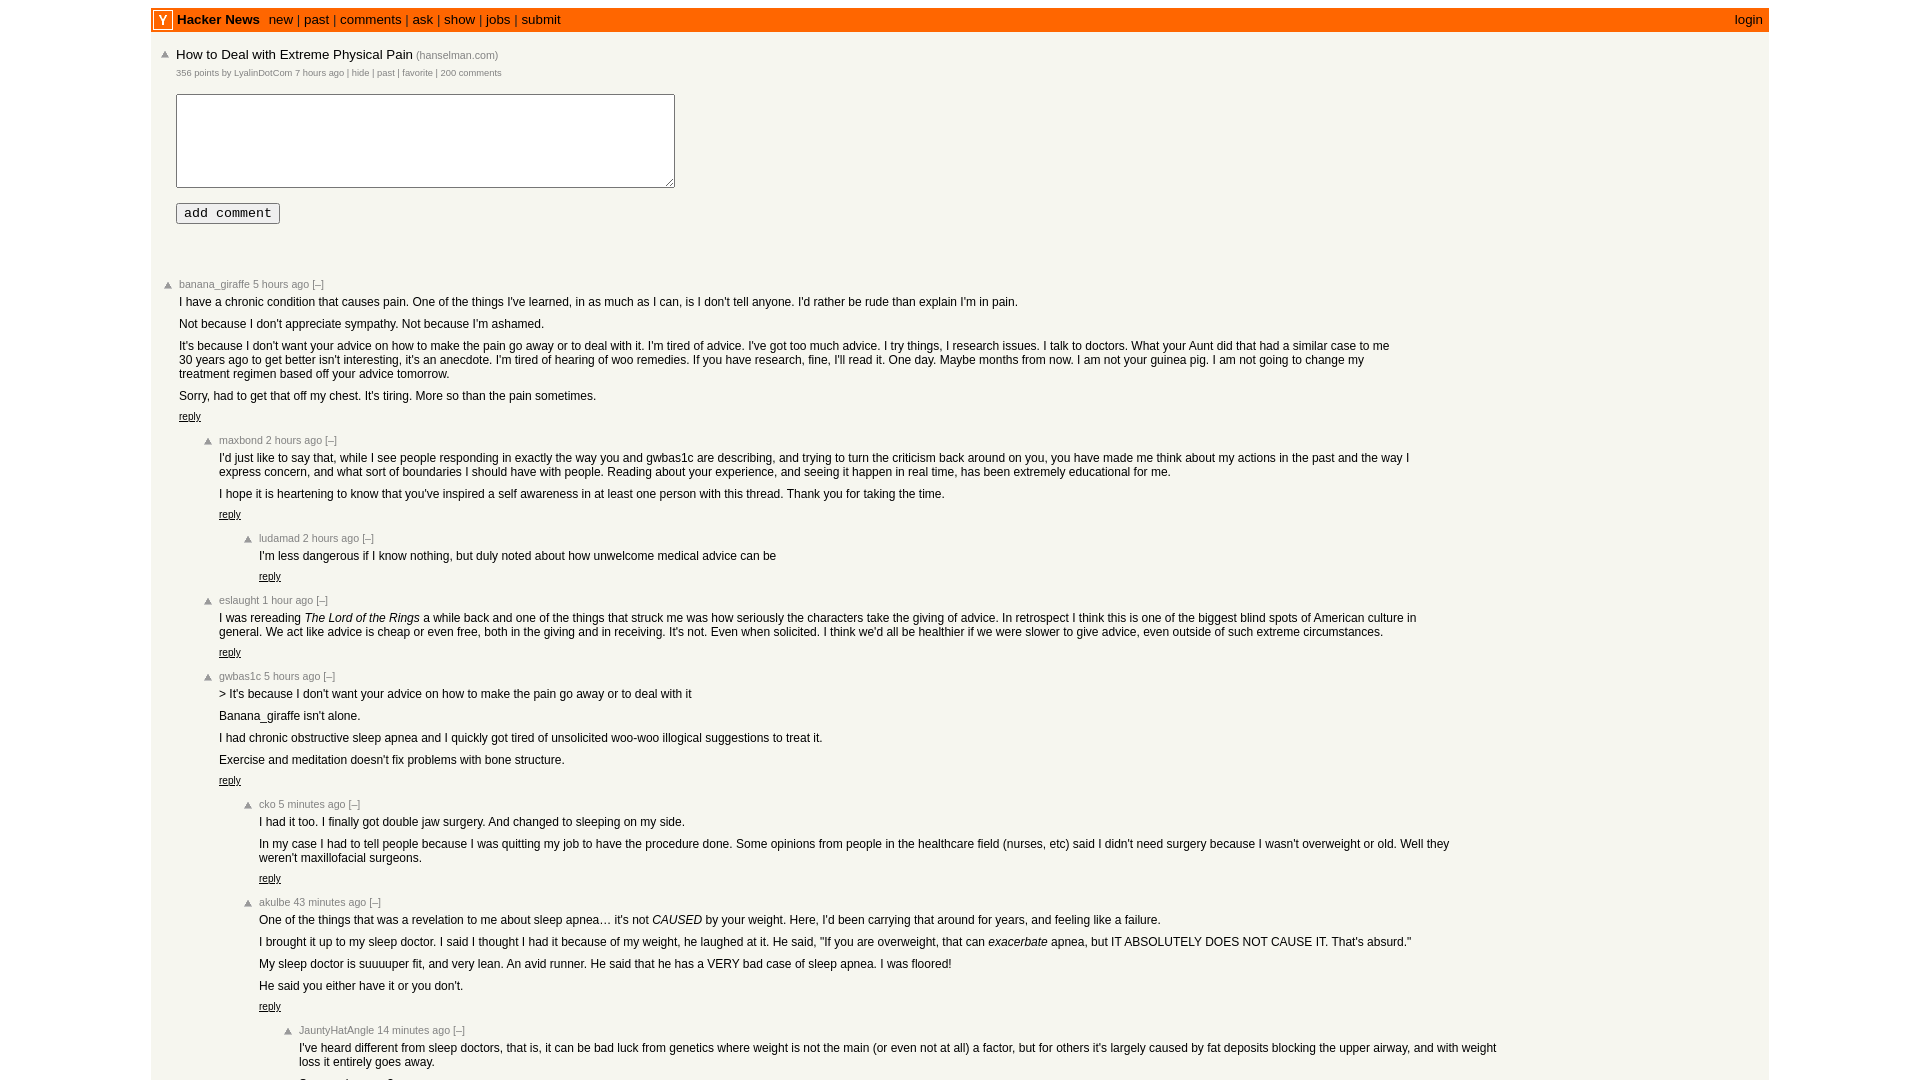 Y Hacker News new | past | comments | ask | show | jobs | submit login
How to Deal with Extreme Physical Pain (hanselman.com)
356 points by LyalinDotCom 7 hours ago | hide | past | favorite | 200 comments
add comment
banana_giraffe 5 hours ago [–]
I have a chronic condition that causes pain. One of the things I've learned, in as much as I can, is I don't tell anyone. I'd rather be rude than explain I'm in pain.
Not because I don't appreciate sympathy. Not because I'm ashamed.
It's because I don't want your advice on how to make the pain go away or to deal with it. I'm tired of advice. I've got too much advice. I try things, I research issues. I talk to doctors. What your Aunt did that had a similar case to me
30 years ago to get better isn't interesting, it's an anecdote. I'm tired of hearing of woo remedies. If you have research, fine, I'll read it. One day. Maybe months from now. I am not your guinea pig. I am not going to change my
treatment regimen based off your advice tomorrow.
Sorry, had to get that off my chest. It's tiring. More so than the pain sometimes.
reply
maxbond 2 hours ago [–]
I'd just like to say that, while I see people responding in exactly the way you and gwbas1c are describing, and trying to turn the criticism back around on you, you have made me think about my actions in the past and the way I
express concern, and what sort of boundaries I should have with people. Reading about your experience, and seeing it happen in real time, has been extremely educational for me.
I hope it is heartening to know that you've inspired a self awareness in at least one person with this thread. Thank you for taking the time.
reply
ludamad 2 hours ago [–]
I'm less dangerous if I know nothing, but duly noted about how unwelcome medical advice can be
reply
eslaught 1 hour ago [–]
I was rereading The Lord of the Rings a while back and one of the things that struck me was how seriously the characters take the giving of advice. In retrospect I think this is one of the biggest blind spots of American culture in
general. We act like advice is cheap or even free, both in the giving and in receiving. It's not. Even when solicited. I think we'd all be healthier if we were slower to give advice, even outside of such extreme circumstances.
reply
gwbas1c 5 hours ago [–]
> It's because I don't want your advice on how to make the pain go away or to deal with it
Banana_giraffe isn't alone.
I had chronic obstructive sleep apnea and I quickly got tired of unsolicited woo-woo illogical suggestions to treat it.
Exercise and meditation doesn't fix problems with bone structure.
reply
cko 5 minutes ago [–]
I had it too. I finally got double jaw surgery. And changed to sleeping on my side.
In my case I had to tell people because I was quitting my job to have the procedure done. Some opinions from people in the healthcare field (nurses, etc) said I didn't need surgery because I wasn't overweight or old. Well they
weren't maxillofacial surgeons.
reply
akulbe 43 minutes ago [–]
One of the things that was a revelation to me about sleep apnea… it's not CAUSED by your weight. Here, I'd been carrying that around for years, and feeling like a failure.
I brought it up to my sleep doctor. I said I thought I had it because of my weight, he laughed at it. He said, "If you are overweight, that can exacerbate apnea, but IT ABSOLUTELY DOES NOT CAUSE IT. That's absurd."
My sleep doctor is suuuuper fit, and very lean. An avid runner. He said that he has a VERY bad case of sleep apnea. I was floored!
He said you either have it or you don't.
reply
JauntyHatAngle 14 minutes ago [–]
I've heard different from sleep doctors, that is, it can be bad luck from genetics where weight is not the main (or even not at all) a factor, but for others it's largely caused by fat deposits blocking the upper airway, and with weight
loss it entirely goes away.